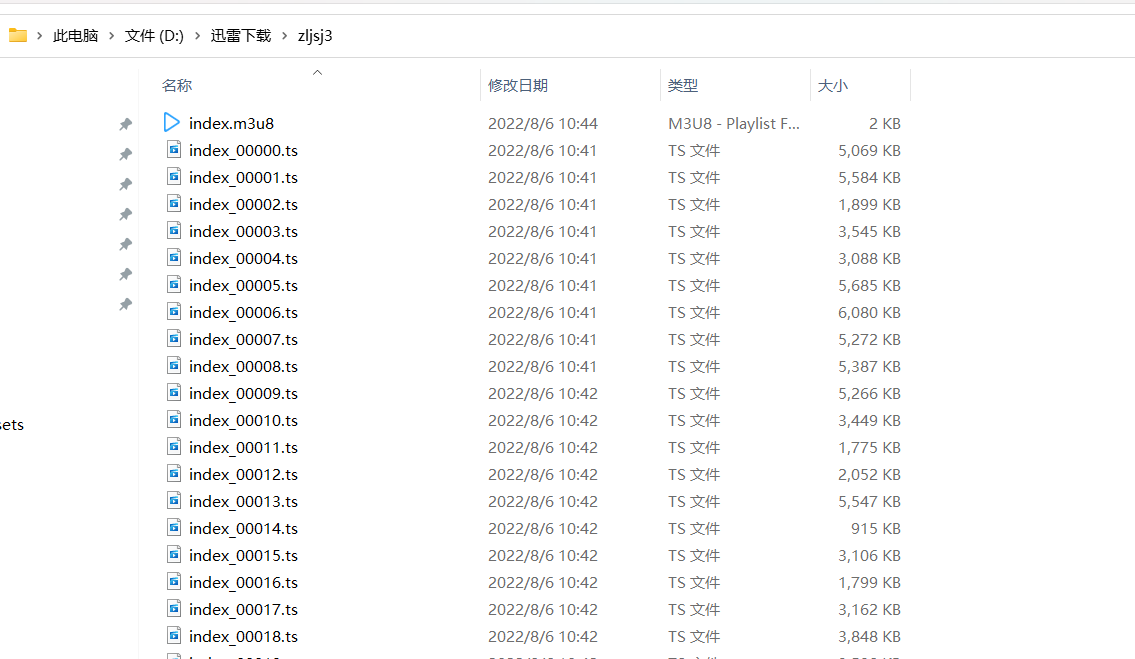 此电脑 文件 (D:) 迅雷下载 zljsj3
名称 修改日期 类型 大小
index.m3u8 2022/8/6 10:44 M3U8 - Playlist F... 2 KB
index_00000.ts 2022/8/6 10:41 TS 文件 5,069 KB
index_00001.ts 2022/8/6 10:41 TS 文件 5,584 KB
index_00002.ts 2022/8/6 10:41 TS 文件 1,899 KB
index_00003.ts 2022/8/6 10:41 TS 文件 3,545 KB
index_00004.ts 2022/8/6 10:41 TS 文件 3,088 KB
index_00005.ts 2022/8/6 10:41 TS 文件 5,685 KB
index_00006.ts 2022/8/6 10:41 TS 文件 6,080 KB
index_00007.ts 2022/8/6 10:41 TS 文件 5,272 KB
index_00008.ts 2022/8/6 10:41 TS 文件 5,387 KB
index_00009.ts 2022/8/6 10:42 TS 文件 5,266 KB
index_00010.ts 2022/8/6 10:42 TS 文件 3,449 KB
sets
index_00011.ts 2022/8/6 10:42 TS 文件 1,775 KB
index_00012.ts 2022/8/6 10:42 TS 文件 2,052 KB
index_00013.ts 2022/8/6 10:42 TS 文件 5,547 KB
index_00014.ts 2022/8/6 10:42 TS 文件 915 KB
index_00015.ts 2022/8/6 10:42 TS 文件 3,106 KB
index_00016.ts 2022/8/6 10:42 TS 文件 1,799 KB
index_00017.ts 2022/8/6 10:42 TS 文件 3,162 KB
index_00018.ts 2022/8/6 10:42 TS 文件 3,848 KB